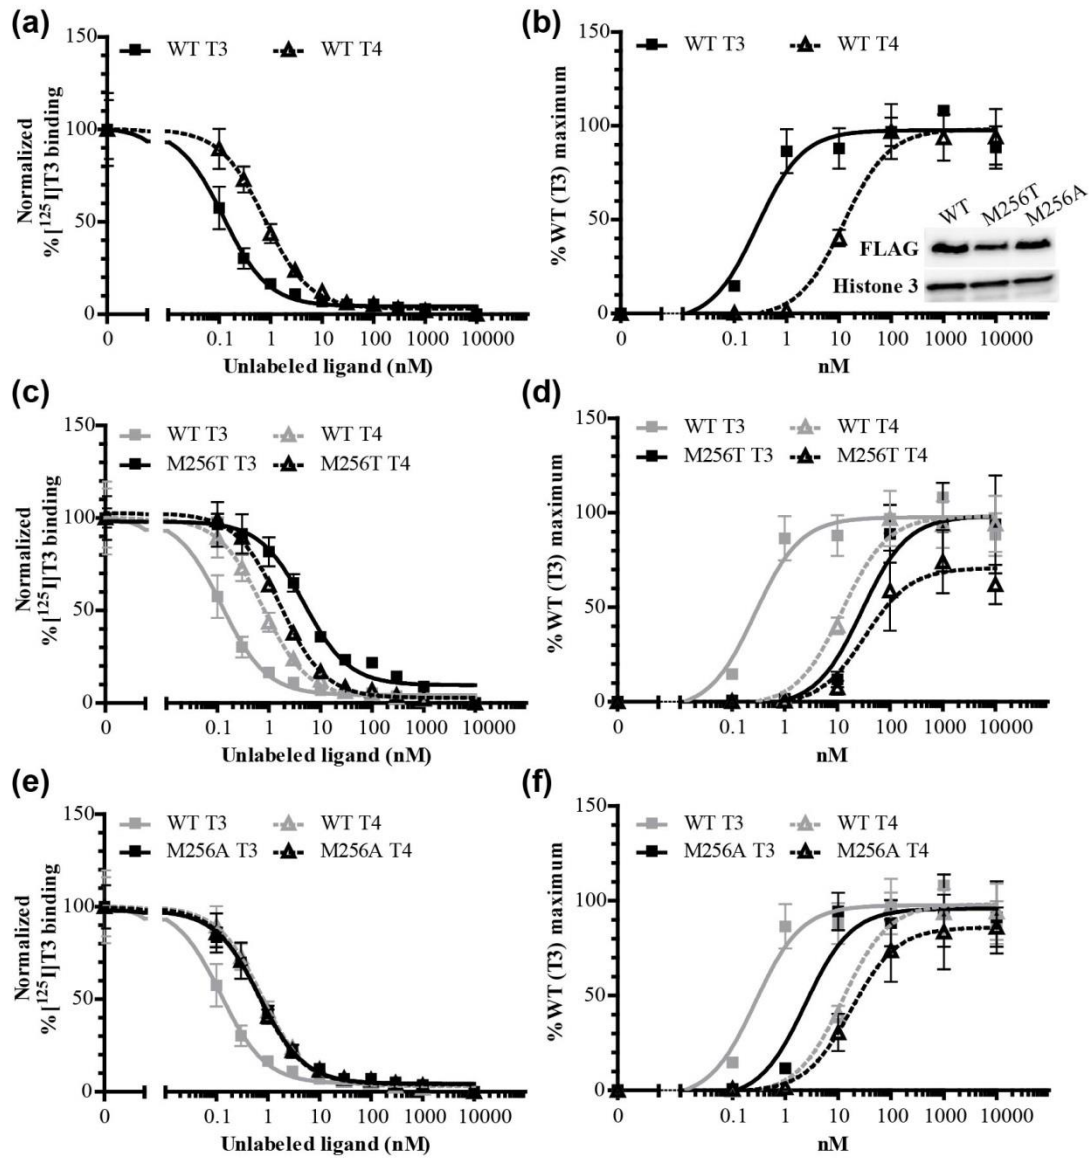 (a)
150
100
50
0
Normalized
%[¹²⁵I]T3 binding
WT T3 WT T4
0 0.1 1 10 100 1000 10000
Unlabeled ligand (nM)
(b)
150
100
50
0
% WT (T3) maximum
WT T3 WT T4
WT M256T M256A
FLAG
Histone 3
0 0.1 1 10 100 1000 10000
nM
(c)
150
100
50
0
Normalized
%[¹²⁵I]T3 binding
WT T3 WT T4
M256T T3 M256T T4
0 0.1 1 10 100 1000 10000
Unlabeled ligand (nM)
(d)
150
100
50
0
% WT (T3) maximum
WT T3 WT T4
M256T T3 M256T T4
0 0.1 1 10 100 1000 10000
nM
(e)
150
100
50
0
Normalized
%[¹²⁵I]T3 binding
WT T3 WT T4
M256A T3 M256A T4
0 0.1 1 10 100 1000 10000
Unlabeled ligand (nM)
(f)
150
100
50
0
%WT (T3) maximum
WT T3 WT T4
M256A T3 M256A T4
0 0.1 1 10 100 1000 10000
nM